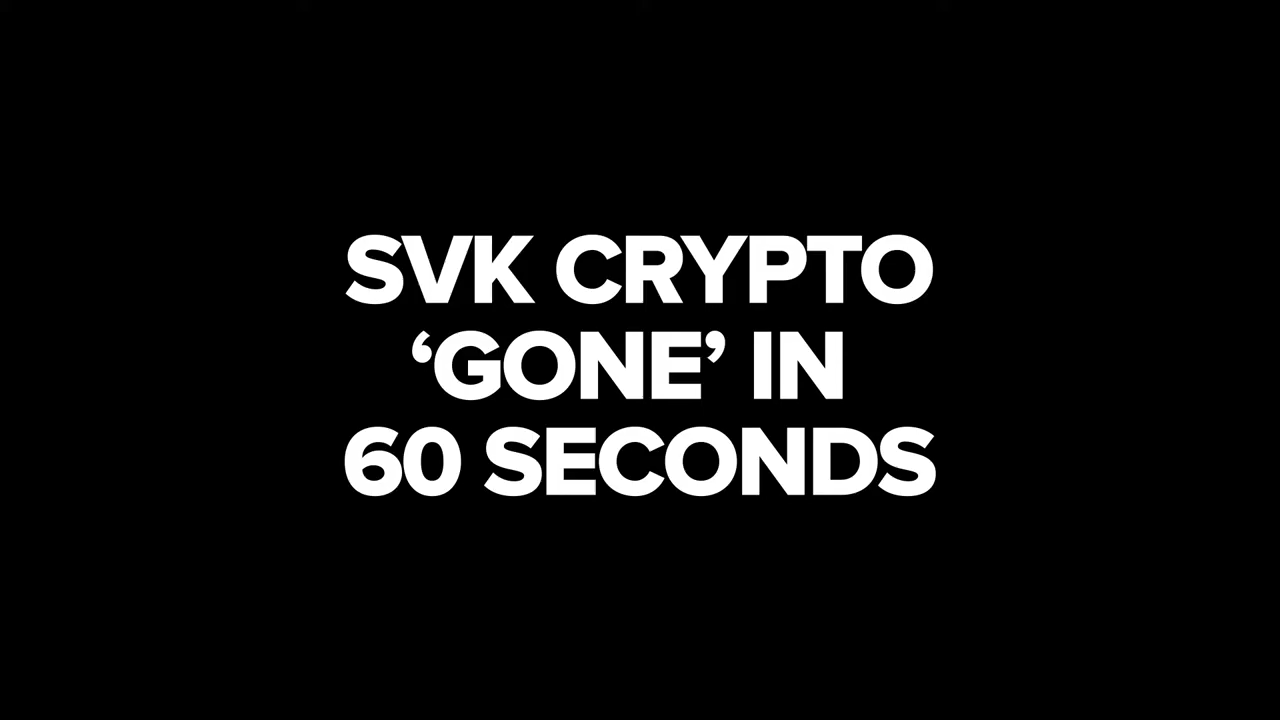 SVK CRYPTO
‘GONE’ IN
60 SECONDS